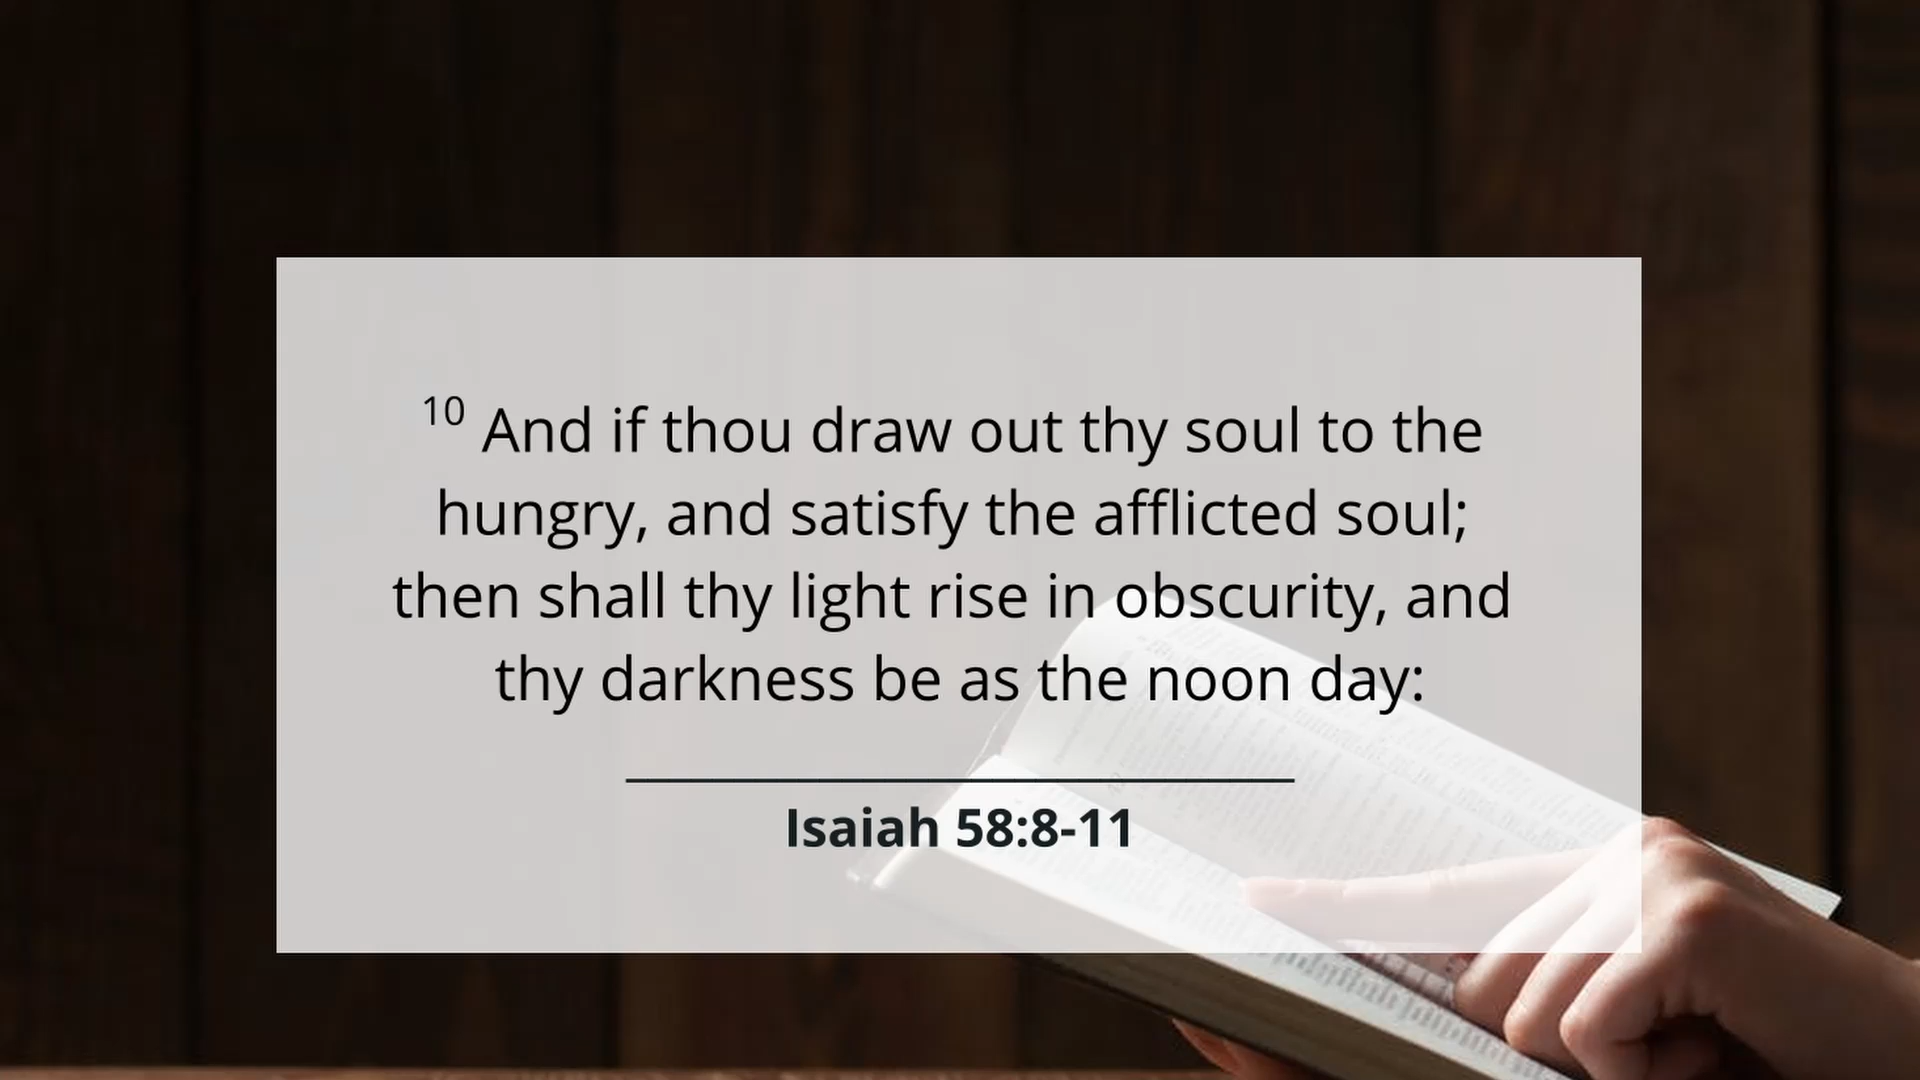 10 And if thou draw out thy soul to the
hungry, and satisfy the afflicted soul;
then shall thy light rise in obscurity, and
thy darkness be as the noon day:
Isaiah 58:8-11